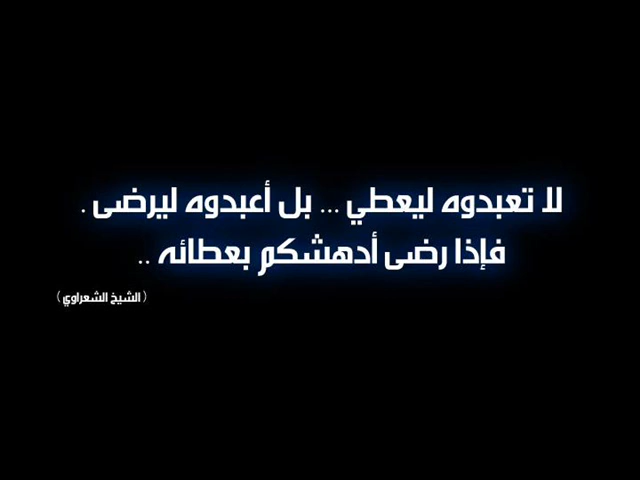 لا تعبدوه ليعطي ... بل أعبدوه ليرضى .
فإذا رضى أدهشكم بعطائه ..
( الشيخ الشعراوي )